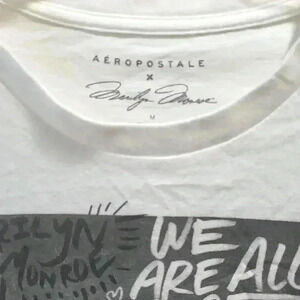 AÉROPOSTALE
X
Marilyn Monroe
M
RILYN WE
MONROE ARE ALL